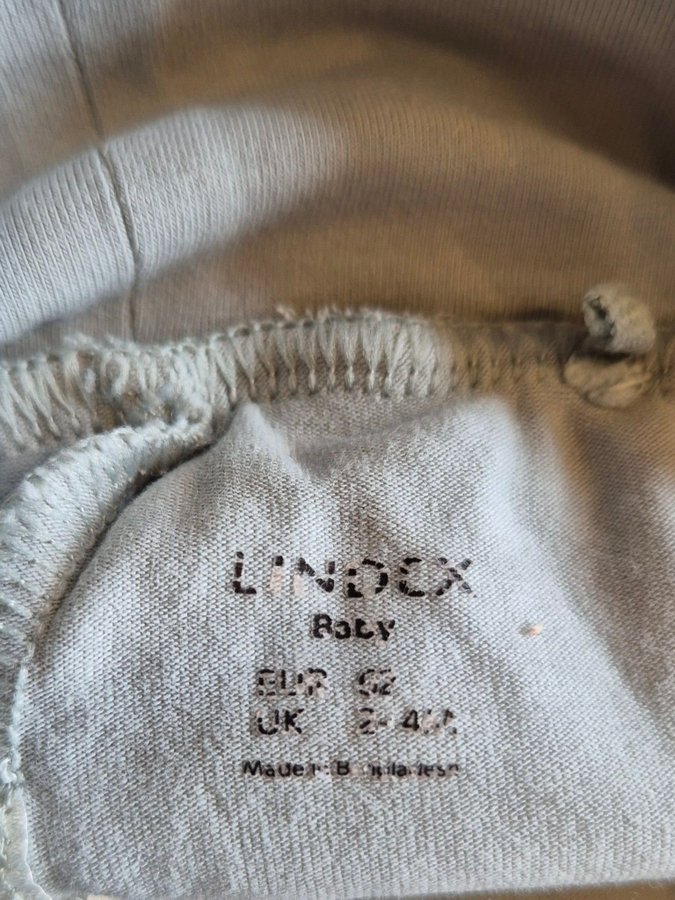 LINDEX
Baby
EUR 62
UK 2-4M
Made in Bangladesh